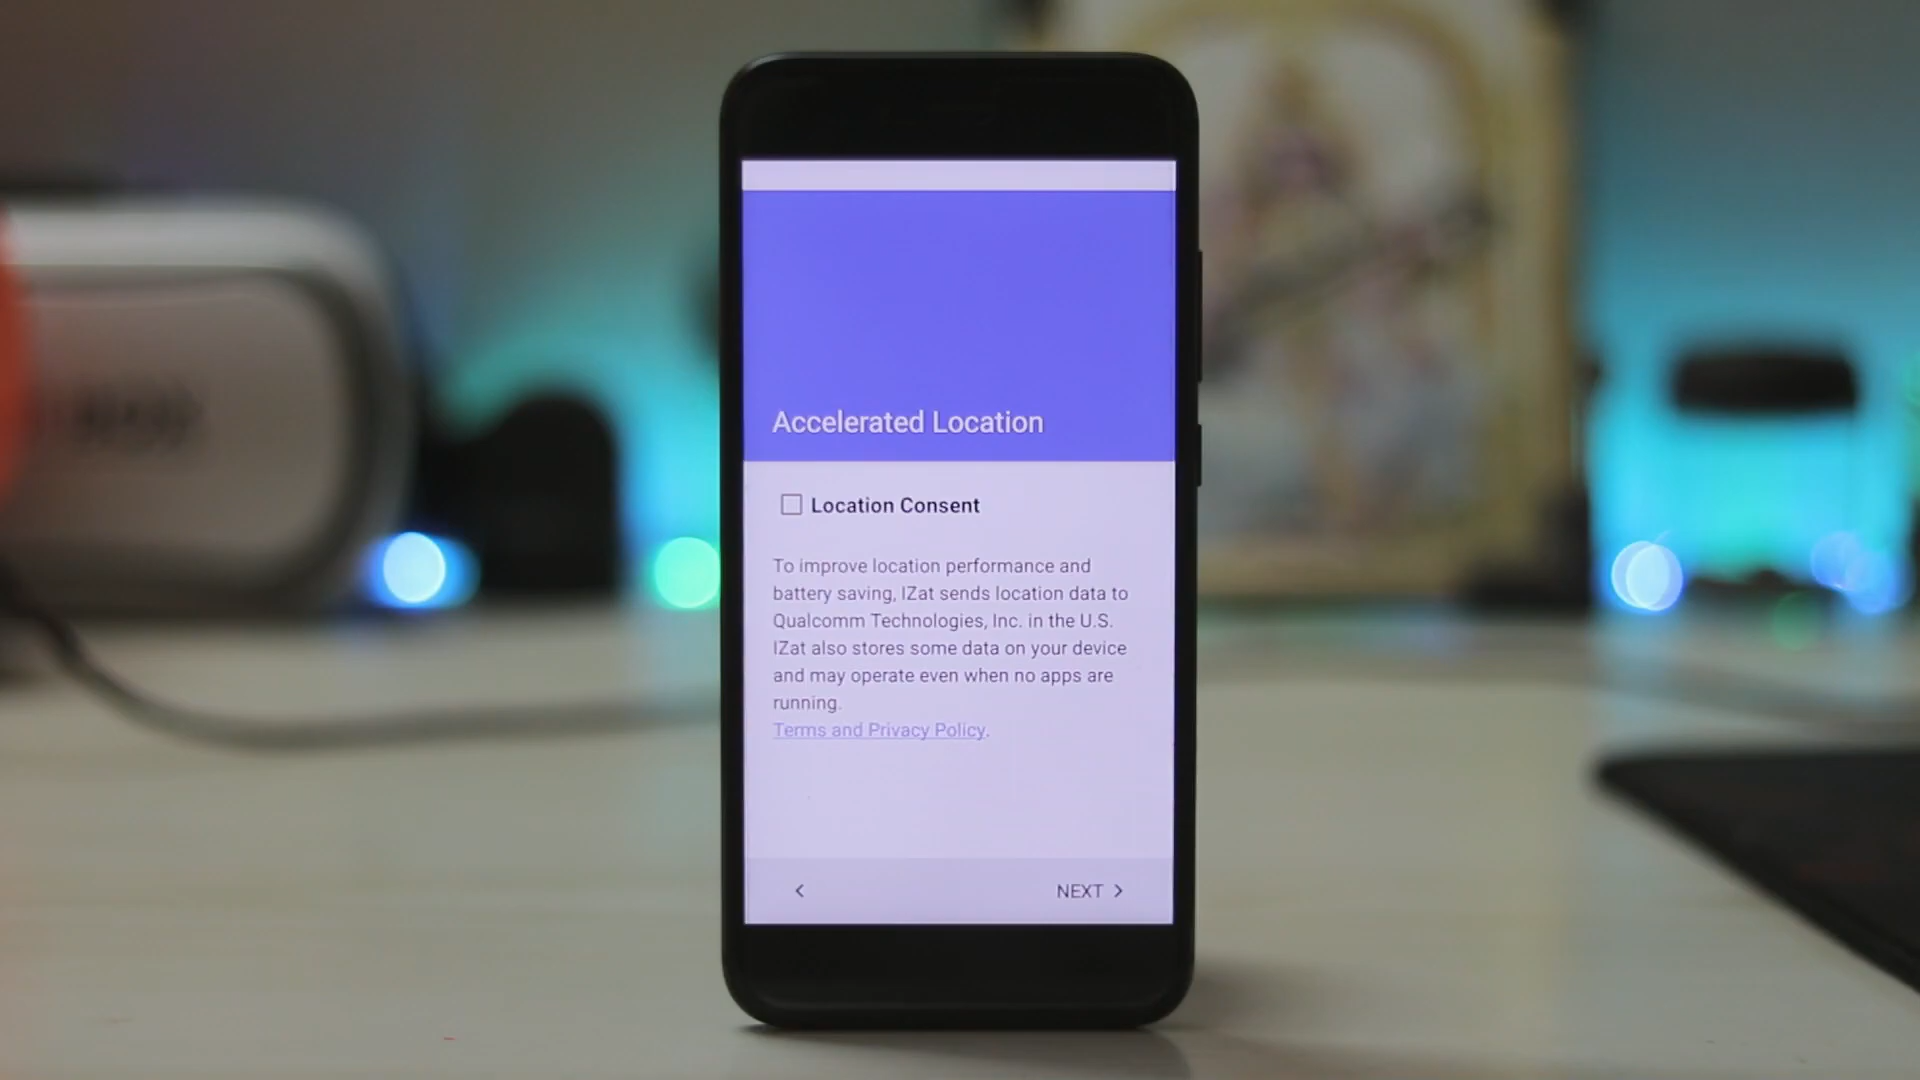 Accelerated Location
Location Consent
To improve location performance and
battery saving, IZat sends location data to
Qualcomm Technologies, Inc. in the U.S.
IZat also stores some data on your device
and may operate even when no apps are
running.
Terms and Privacy Policy.
NEXT